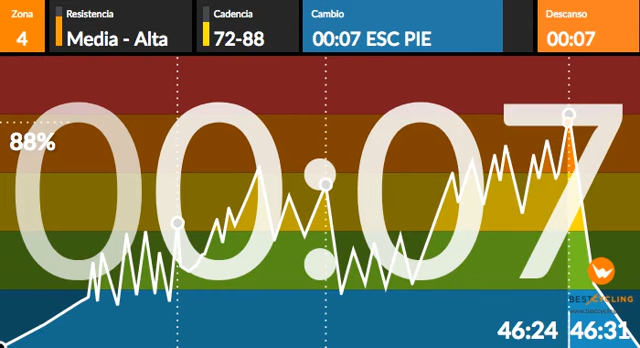 Zona
4
Resistencia
Media - Alta
Cadencia
72-88
Cambio
00:07 ESC PIE
Descanso
00:07
00:07
88%
BESTCYCLING
46:24
46:31